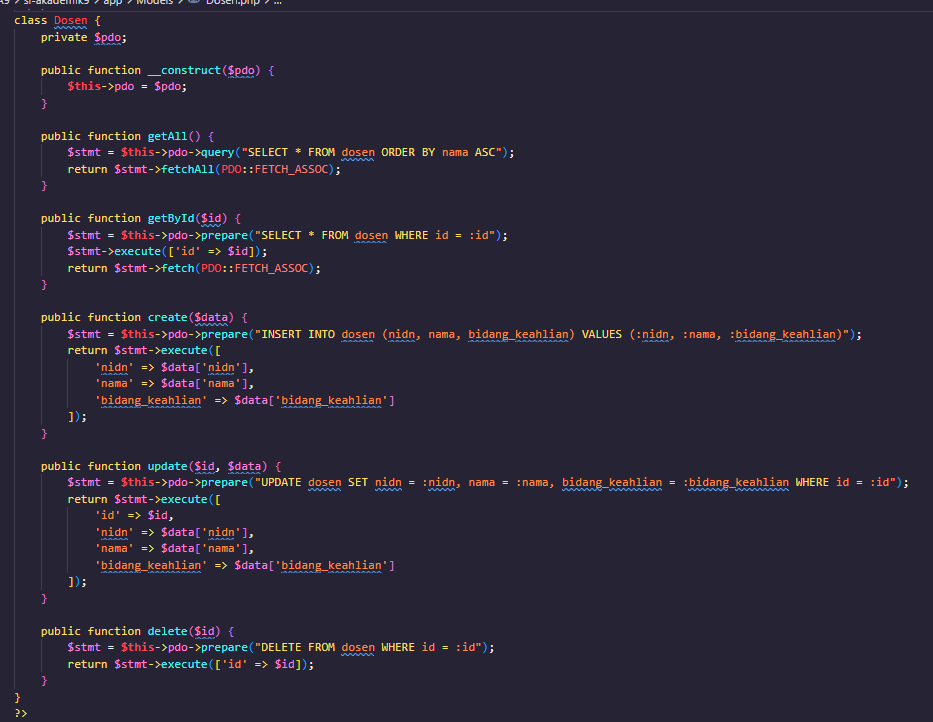 si-akademik9 > app > Models > Dosen.php > ...
class Dosen {
    private $pdo;

    public function __construct($pdo) {
        $this->pdo = $pdo;
    }

    public function getAll() {
        $stmt = $this->pdo->query("SELECT * FROM dosen ORDER BY nama ASC");
        return $stmt->fetchAll(PDO::FETCH_ASSOC);
    }

    public function getById($id) {
        $stmt = $this->pdo->prepare("SELECT * FROM dosen WHERE id = :id");
        $stmt->execute(['id' => $id]);
        return $stmt->fetch(PDO::FETCH_ASSOC);
    }

    public function create($data) {
        $stmt = $this->pdo->prepare("INSERT INTO dosen (nidn, nama, bidang_keahlian) VALUES (:nidn, :nama, :bidang_keahlian)");
        return $stmt->execute([
            'nidn' => $data['nidn'],
            'nama' => $data['nama'],
            'bidang_keahlian' => $data['bidang_keahlian']
        ]);
    }

    public function update($id, $data) {
        $stmt = $this->pdo->prepare("UPDATE dosen SET nidn = :nidn, nama = :nama, bidang_keahlian = :bidang_keahlian WHERE id = :id");
        return $stmt->execute([
            'id' => $id,
            'nidn' => $data['nidn'],
            'nama' => $data['nama'],
            'bidang_keahlian' => $data['bidang_keahlian']
        ]);
    }

    public function delete($id) {
        $stmt = $this->pdo->prepare("DELETE FROM dosen WHERE id = :id");
        return $stmt->execute(['id' => $id]);
    }
}
?>